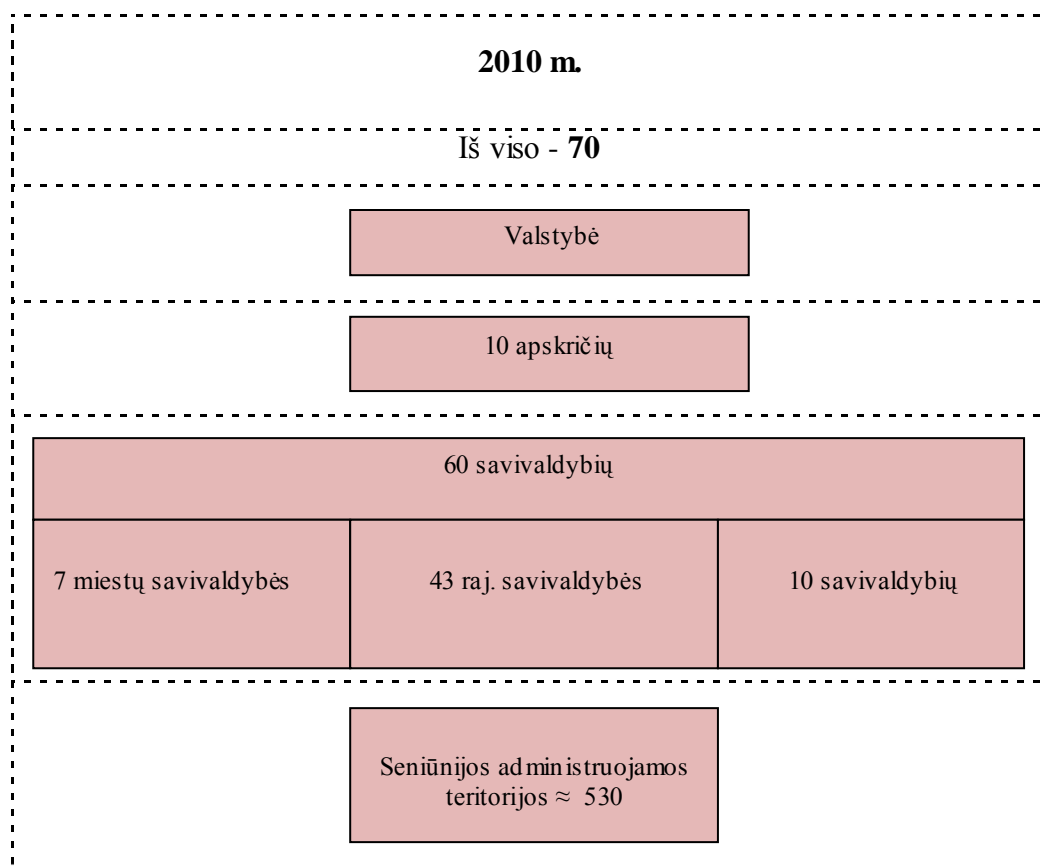 2010 m.
Iš viso - 70
Valstybė
10 apskričių
60 savivaldybių
7 miestų savivaldybės
43 raj. savivaldybės
10 savivaldybių
Seniūnijos administruojamos
teritorijos ≈ 530